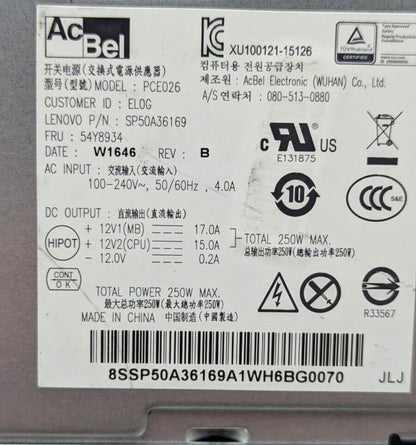 AcBel
XU100121-15126
TÜVRheinland
CERTIFIED
开关电源(交換式電源供應器)
컴퓨터용 전원공급장치
型号(型號) MODEL : PCE026
제조원 : AcBel Electronic (WUHAN) Co., Ltd.
CUSTOMER ID : ELOG
A/S 연락처 : 080-513-0880
LENOVO P/N : SP50A36169
FRU : 54Y8934
DATE : W1646 REV : B
c UR US
E131875
AC INPUT : 交流输入(交流輸入)
100-240V~, 50/60Hz , 4.0A
10
CCC S&E
DC OUTPUT : 直流输出(直流輸出)
+ 12V1(MB) 17.0A
+ 12V2(CPU) 15.0A
TOTAL 250W MAX.
总输出功率250W(總輸出功率250W)
- 12.0V 0.2A
HIPOT
CONT
OK
TOTAL POWER 250W MAX.
最大总功率250W(最大總功率250W)
MADE IN CHINA 中国制造(中國製造)
R33567
8SSP50A36169A1WH6BG0070
JLJ